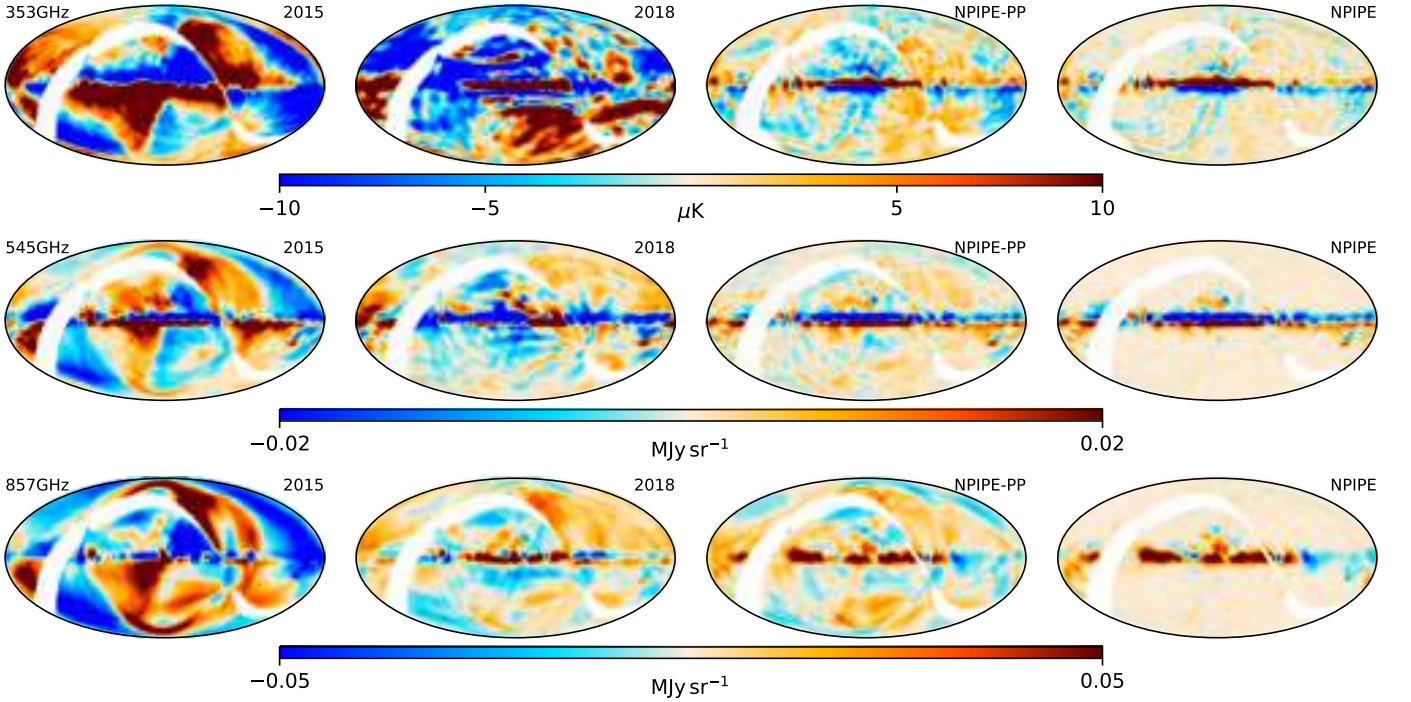 353GHz 2015 2018 NPIPE-PP NPIPE
−10 −5 μK 5 10
545GHz 2015 2018 NPIPE-PP NPIPE
−0.02 MJy sr⁻¹ 0.02
857GHz 2015 2018 NPIPE-PP NPIPE
−0.05 MJy sr⁻¹ 0.05